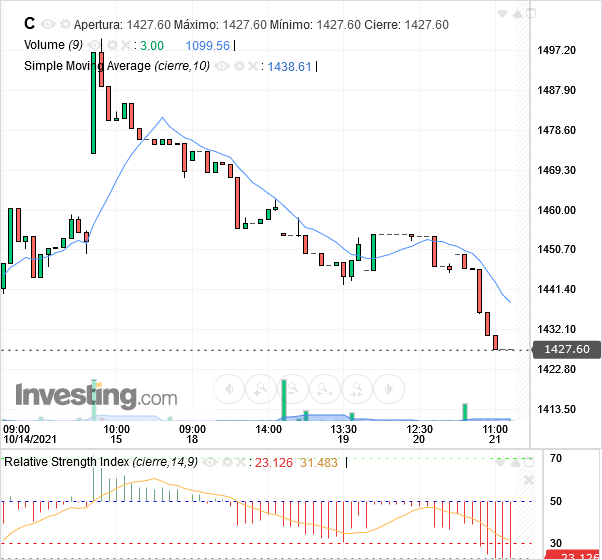 C Apertura: 1427.60 Máximo: 1427.60 Mínimo: 1427.60 Cierre: 1427.60
Volume (9) : 3.00 1099.56
Simple Moving Average (cierre,10) : 1438.61
1497.20
1487.90
1478.60
1469.30
1460.00
1450.70
1441.40
1432.10
1427.60
1422.80
1413.50
Investing.com
09:00 10:00 09:00 14:00 13:30 12:30 11:00
10/14/2021 15 18 19 20 21
Relative Strength Index (cierre,14,9) : 23.126 31.483
70
50
30
23.126